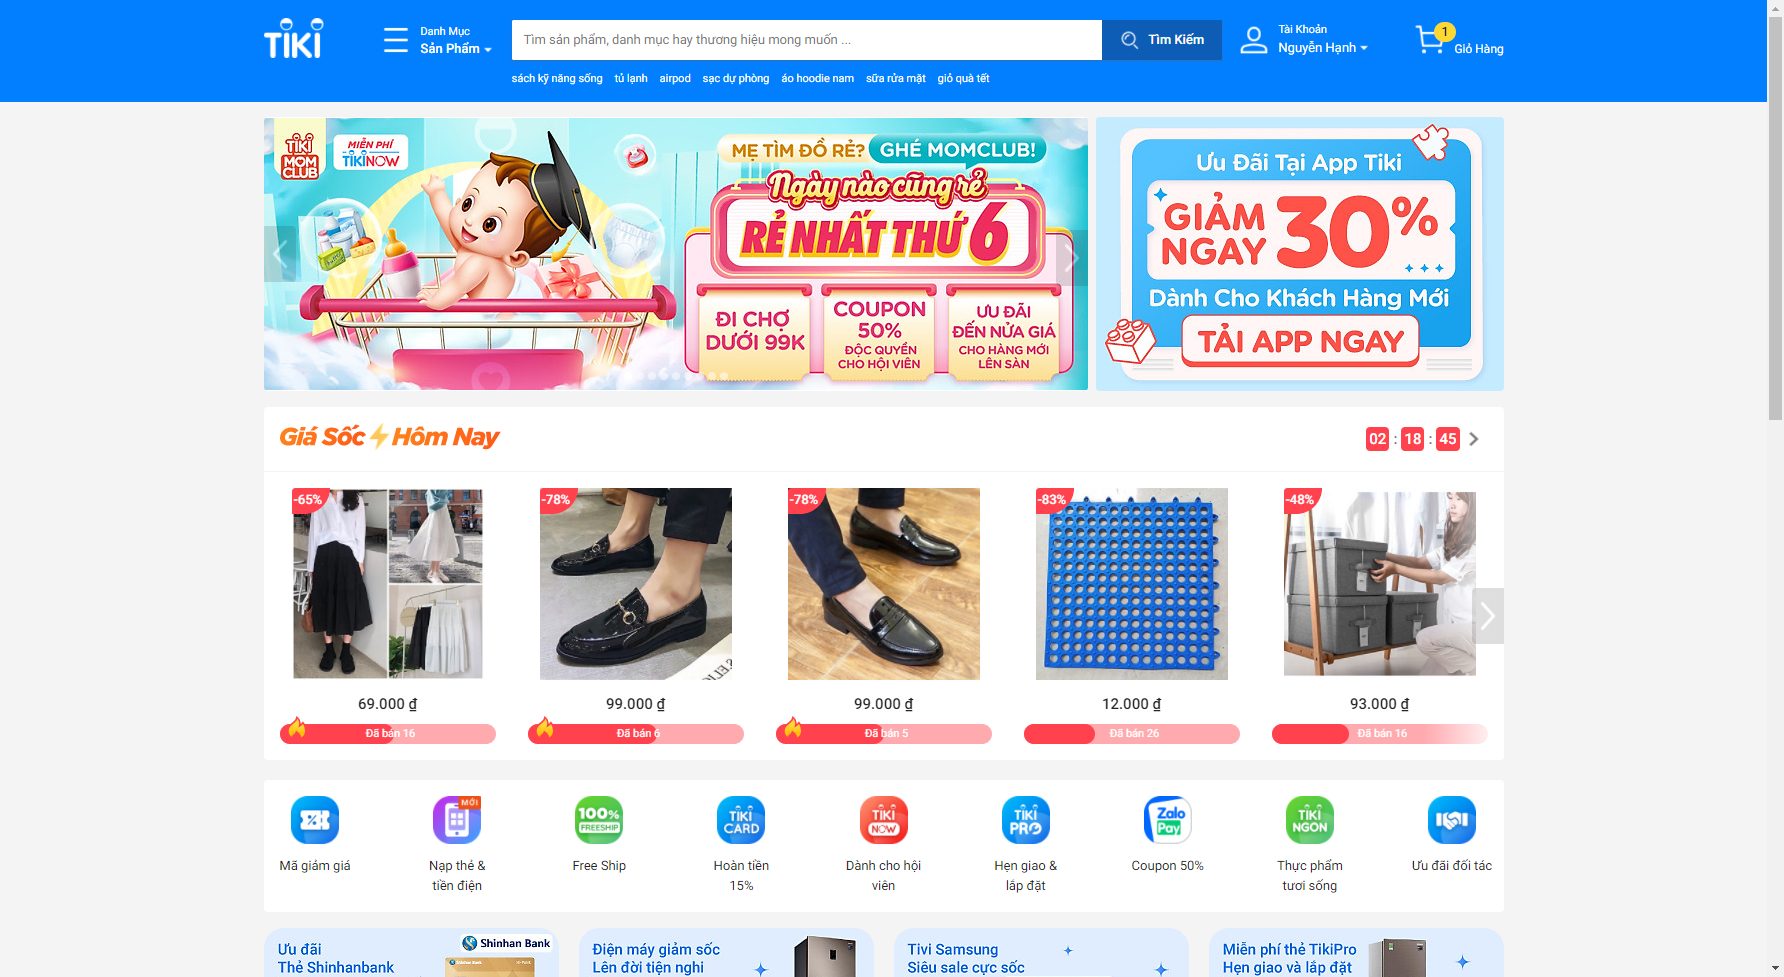 TIKI
Danh Mục
Sản Phẩm
Tìm sản phẩm, danh mục hay thương hiệu mong muốn ...
Tìm Kiếm
Tài Khoản
Nguyễn Hạnh
1
Giỏ Hàng
sách kỹ năng sống tủ lạnh airpod sạc dự phòng áo hoodie nam sữa rửa mặt giỏ quà tết
TIKI
MOM
CLUB
MIỄN PHÍ
TIKINOW
MẸ TÌM ĐỒ RẺ? GHÉ MOMCLUB!
Ngày nào cũng rẻ
RẺ NHẤT THỨ 6
ĐI CHỢ
DƯỚI 99K
COUPON
50%
ĐỘC QUYỀN
CHO HỘI VIÊN
ƯU ĐÃI
ĐẾN NỬA GIÁ
CHO HÀNG MỚI
LÊN SÀN
Ưu Đãi Tại App Tiki
GIẢM
NGAY
30%
Dành Cho Khách Hàng Mới
TẢI APP NGAY
Giá Sốc Hôm Nay
02 : 18 : 45
-65%
-78%
-78%
-83%
-48%
69.000 ₫
99.000 ₫
99.000 ₫
12.000 ₫
93.000 ₫
Đã bán 16
Đã bán 6
Đã bán 5
Đã bán 26
Đã bán 16
Mã giảm giá
MỚI
Nạp thẻ &
tiền điện
100%
FREESHIP
Free Ship
TIKI
CARD
Hoàn tiền
15%
TIKI
NOW
Dành cho hội
viên
TIKI
PRO
Hẹn giao &
lắp đặt
Zalo
Pay
Coupon 50%
TIKI
NGON
Thực phẩm
tươi sống
Ưu đãi đối tác
Ưu đãi
Thẻ Shinhanbank
Shinhan Bank
Điện máy giảm sốc
Lên đời tiện nghi
Tivi Samsung
Siêu sale cực sốc
Miễn phí thẻ TikiPro
Hẹn giao và lắp đặt